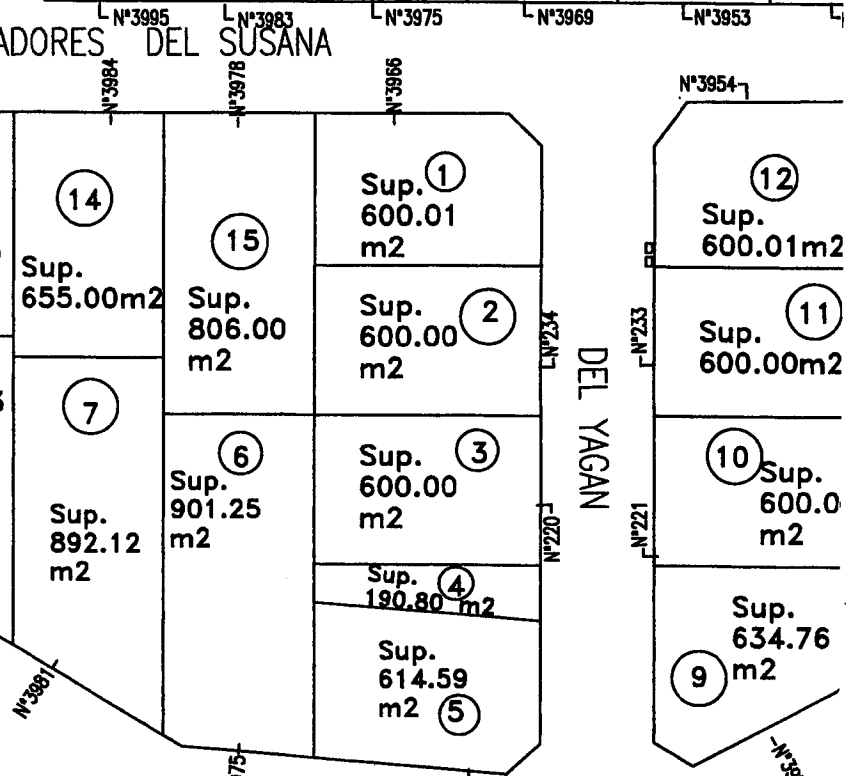 N°3995
N°3983
N°3975
N°3969
N°3953
ADORES DEL SUSANA
N°3984
N°3978
N°3966
N°3954
14
Sup.
655.00m2
15
Sup.
806.00
m2
1
Sup.
600.01
m2
12
Sup.
600.01m2
2
Sup.
600.00
m2
N°234
DEL YAGAN
N°233
11
Sup.
600.00m2
7
Sup.
892.12
m2
6
Sup.
901.25
m2
3
Sup.
600.00
m2
N°220
N°221
10
Sup.
600.0
m2
4
Sup.
190.80 m2
5
Sup.
614.59
m2
9
Sup.
634.76
m2
N°3981